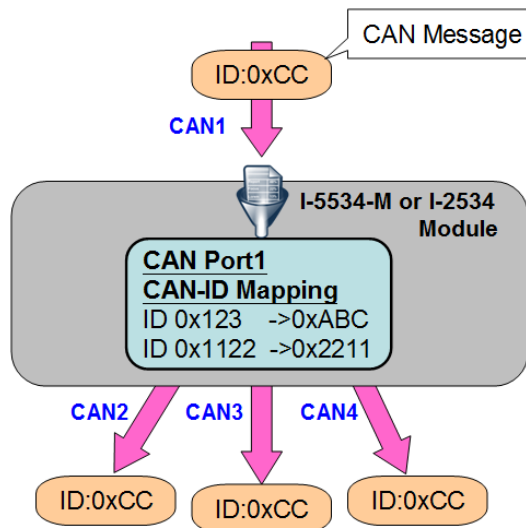 CAN Message
ID:0xCC
CAN1
I-5534-M or I-2534
Module
CAN Port1
CAN-ID Mapping
ID 0x123 ->0xABC
ID 0x1122 ->0x2211
CAN2
CAN3
CAN4
ID:0xCC
ID:0xCC
ID:0xCC